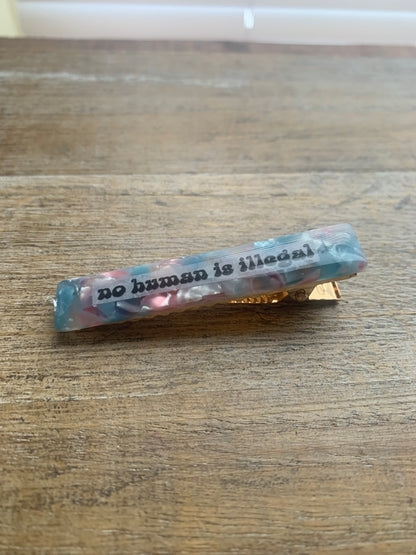 no human is illegal